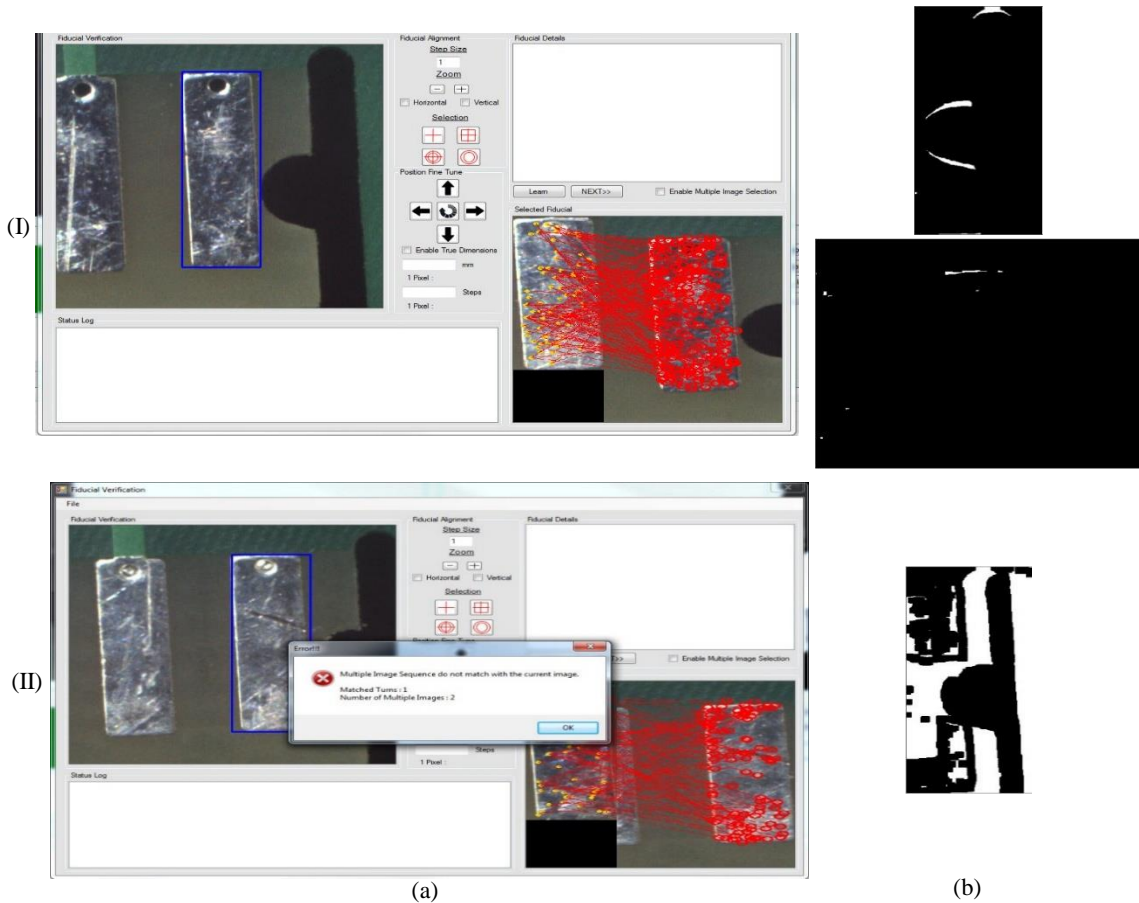 Fiducial Verification
Fiducial Alignment
Step Size
1
Zoom
Horizontal
Vertical
Selection
Position Fine Tune
Enable True Dimensions
mm
1 Pixel :
Steps
1 Pixel :
Fiducial Details
Learn
NEXT>>
Enable Multiple Image Selection
Selected Fiducial
Status Log
(I)
Fiducial Verification
File
Fiducial Verification
Fiducial Alignment
Step Size
1
Zoom
Horizontal
Vertical
Selection
Fiducial Details
Enable Multiple Image Selection
Error!!!
Multiple Image Sequence do not match with the current image.
Matched Turns : 1
Number of Multiple Images : 2
OK
Steps
1 Pixel :
Status Log
(II)
(a)
(b)